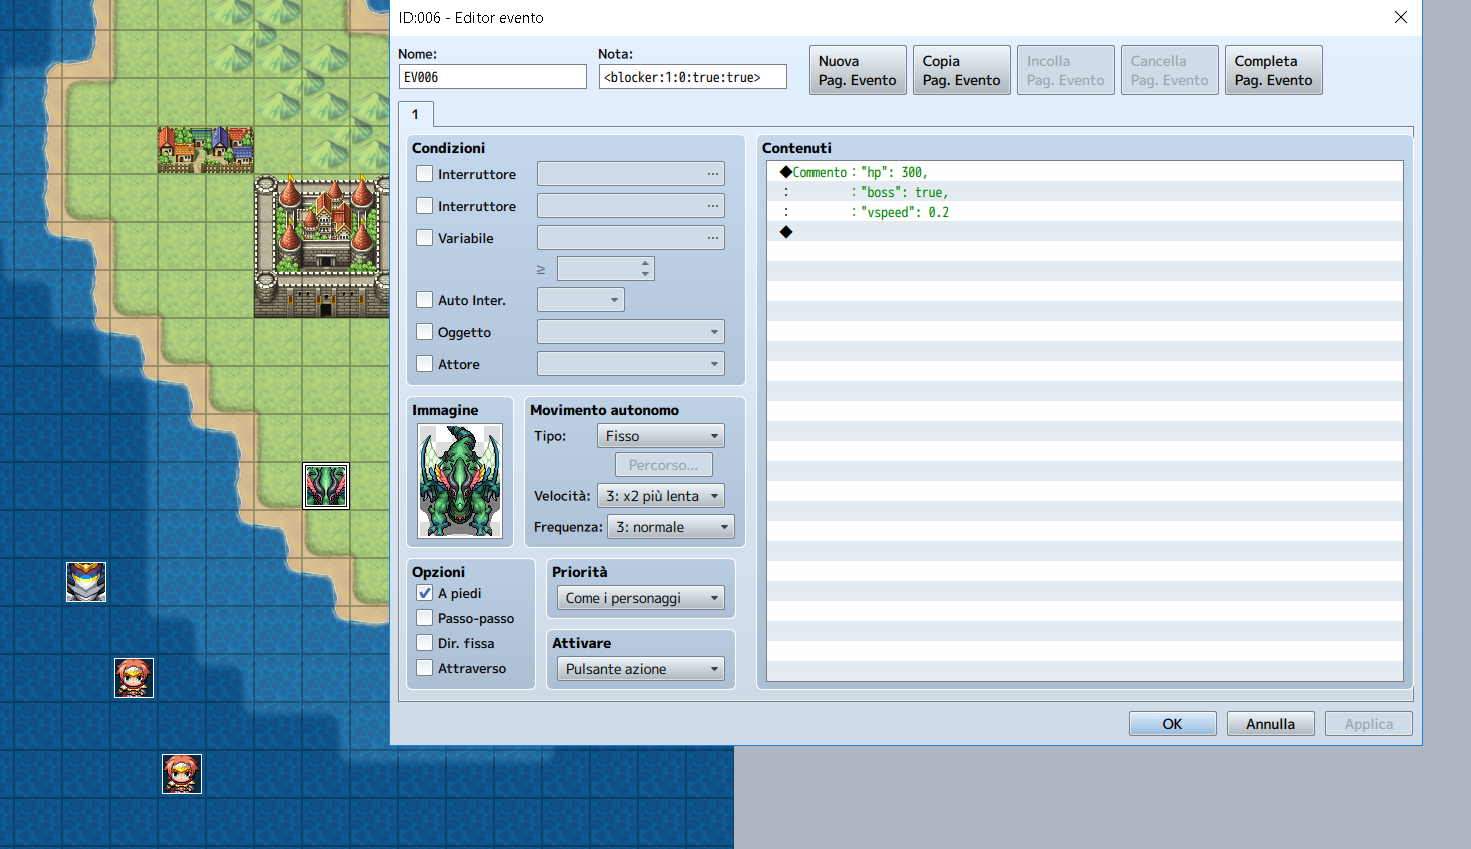 ID:006 - Editor evento
Nome:
Nota:
EV006
<blocker:1:0:true:true>
Nuova
Pag. Evento
Copia
Pag. Evento
Incolla
Pag. Evento
Cancella
Pag. Evento
Completa
Pag. Evento
1
Condizioni
Interruttore
...
Interruttore
...
Variabile
...
≥
Auto Inter.
Oggetto
Attore
Immagine
Movimento autonomo
Tipo:
Fisso
Percorso...
Velocità:
3: x2 più lenta
Frequenza:
3: normale
Opzioni
A piedi
Passo-passo
Dir. fissa
Attraverso
Priorità
Come i personaggi
Attivare
Pulsante azione
Contenuti
◆Commento："hp": 300,
：　　　："boss": true,
：　　　："vspeed": 0.2
◆
OK
Annulla
Applica